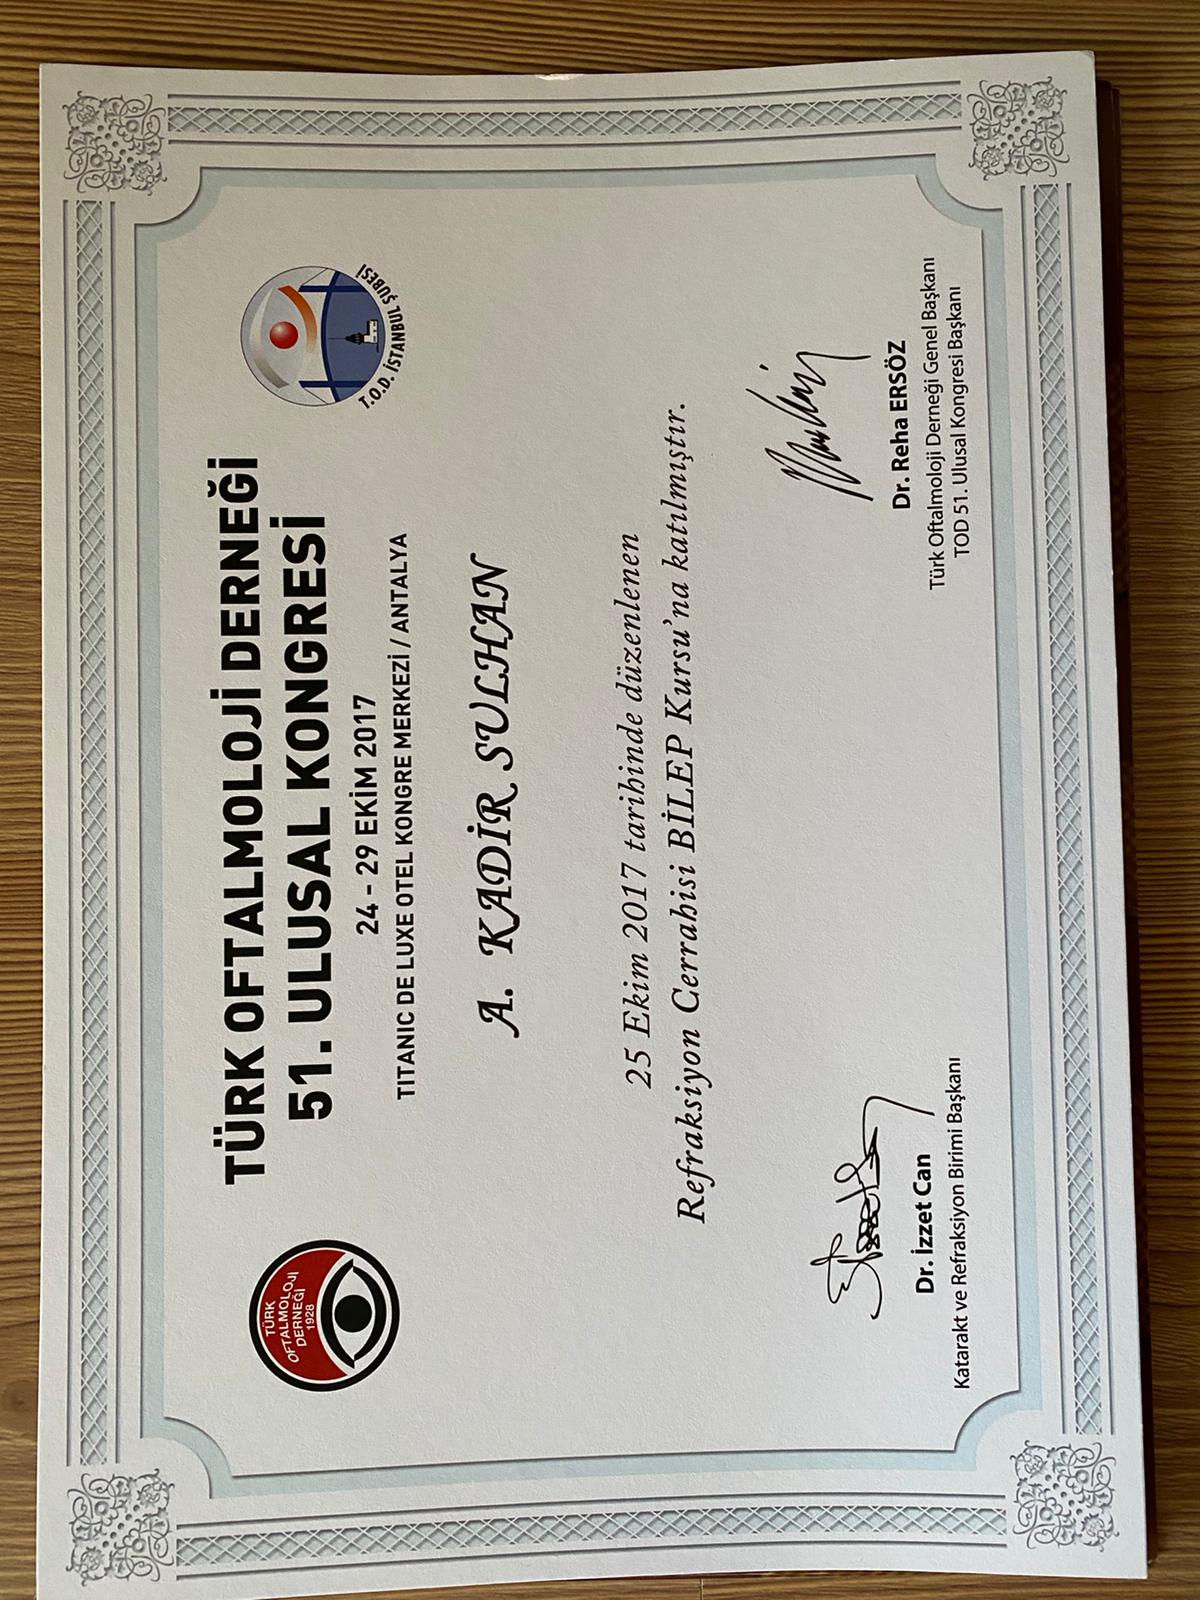 TÜRK OFTALMOLOJİ DERNEĞİ
51. ULUSAL KONGRESİ
24 - 29 EKİM 2017
TITANIC DE LUXE OTEL KONGRE MERKEZİ / ANTALYA
TÜRK
OFTALMOLOJİ
DERNEĞİ
1928
T.O.D. İSTANBUL ŞUBESİ
A. KADİR SULHAN
25 Ekim 2017 tarihinde düzenlenen
Refraksiyon Cerrahisi BİLEP Kursu'na katılmıştır.
Dr. İzzet Can
Katarakt ve Refraksiyon Birimi Başkanı
Dr. Reha ERSÖZ
Türk Oftalmoloji Derneği Genel Başkanı
TOD 51. Ulusal Kongresi Başkanı